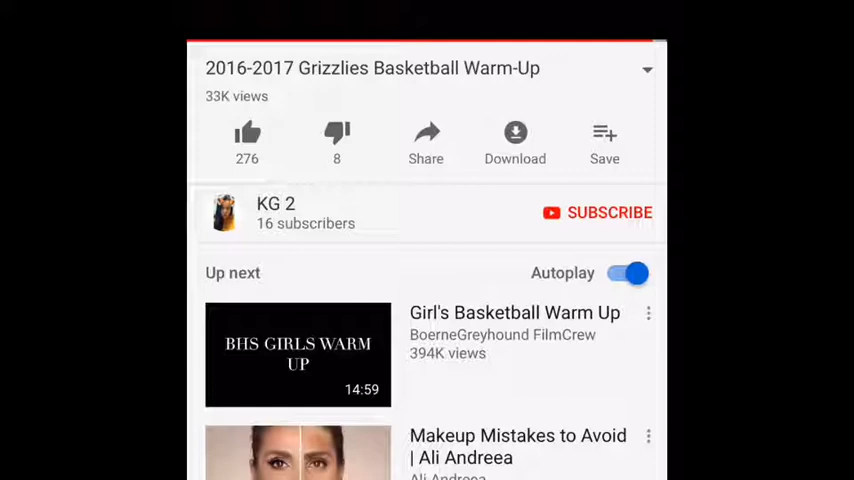 2016-2017 Grizzlies Basketball Warm-Up
33K views
276
8
Share
Download
Save
KG 2
16 subscribers
SUBSCRIBE
Up next
Autoplay
BHS GIRLS WARM
UP
14:59
Girl's Basketball Warm Up
BoerneGreyhound FilmCrew
394K views
Makeup Mistakes to Avoid
| Ali Andreea
Ali Andreea